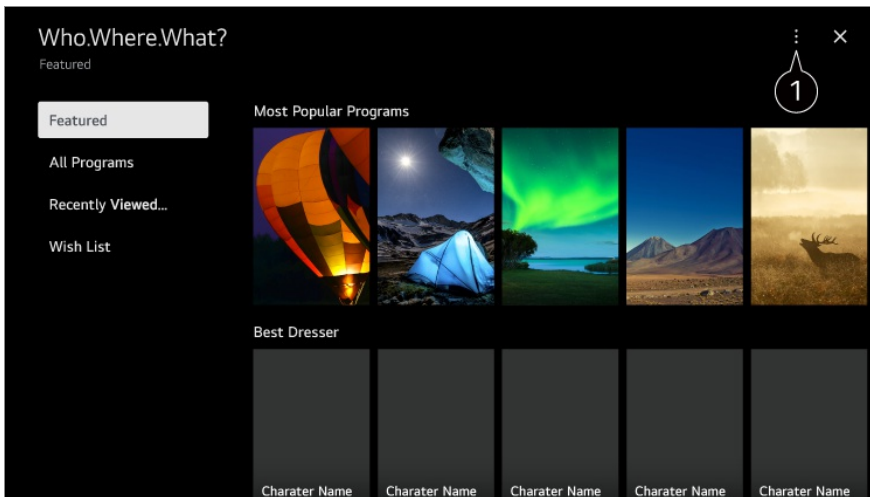 Who.Where.What?
Featured
1
Featured
All Programs
Recently Viewed...
Wish List
Most Popular Programs
Best Dresser
Charater Name
Charater Name
Charater Name
Charater Name
Charater Name